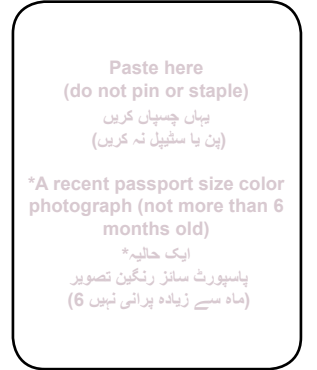 Paste here
(do not pin or staple)
یہاں چسپاں کریں
(پن یا سٹیپل نہ کریں)
*A recent passport size color
photograph (not more than 6
months old)
*ایک حالیہ
پاسپورٹ سائز رنگین تصویر
(6 ماہ سے زیادہ پرانی نہیں)